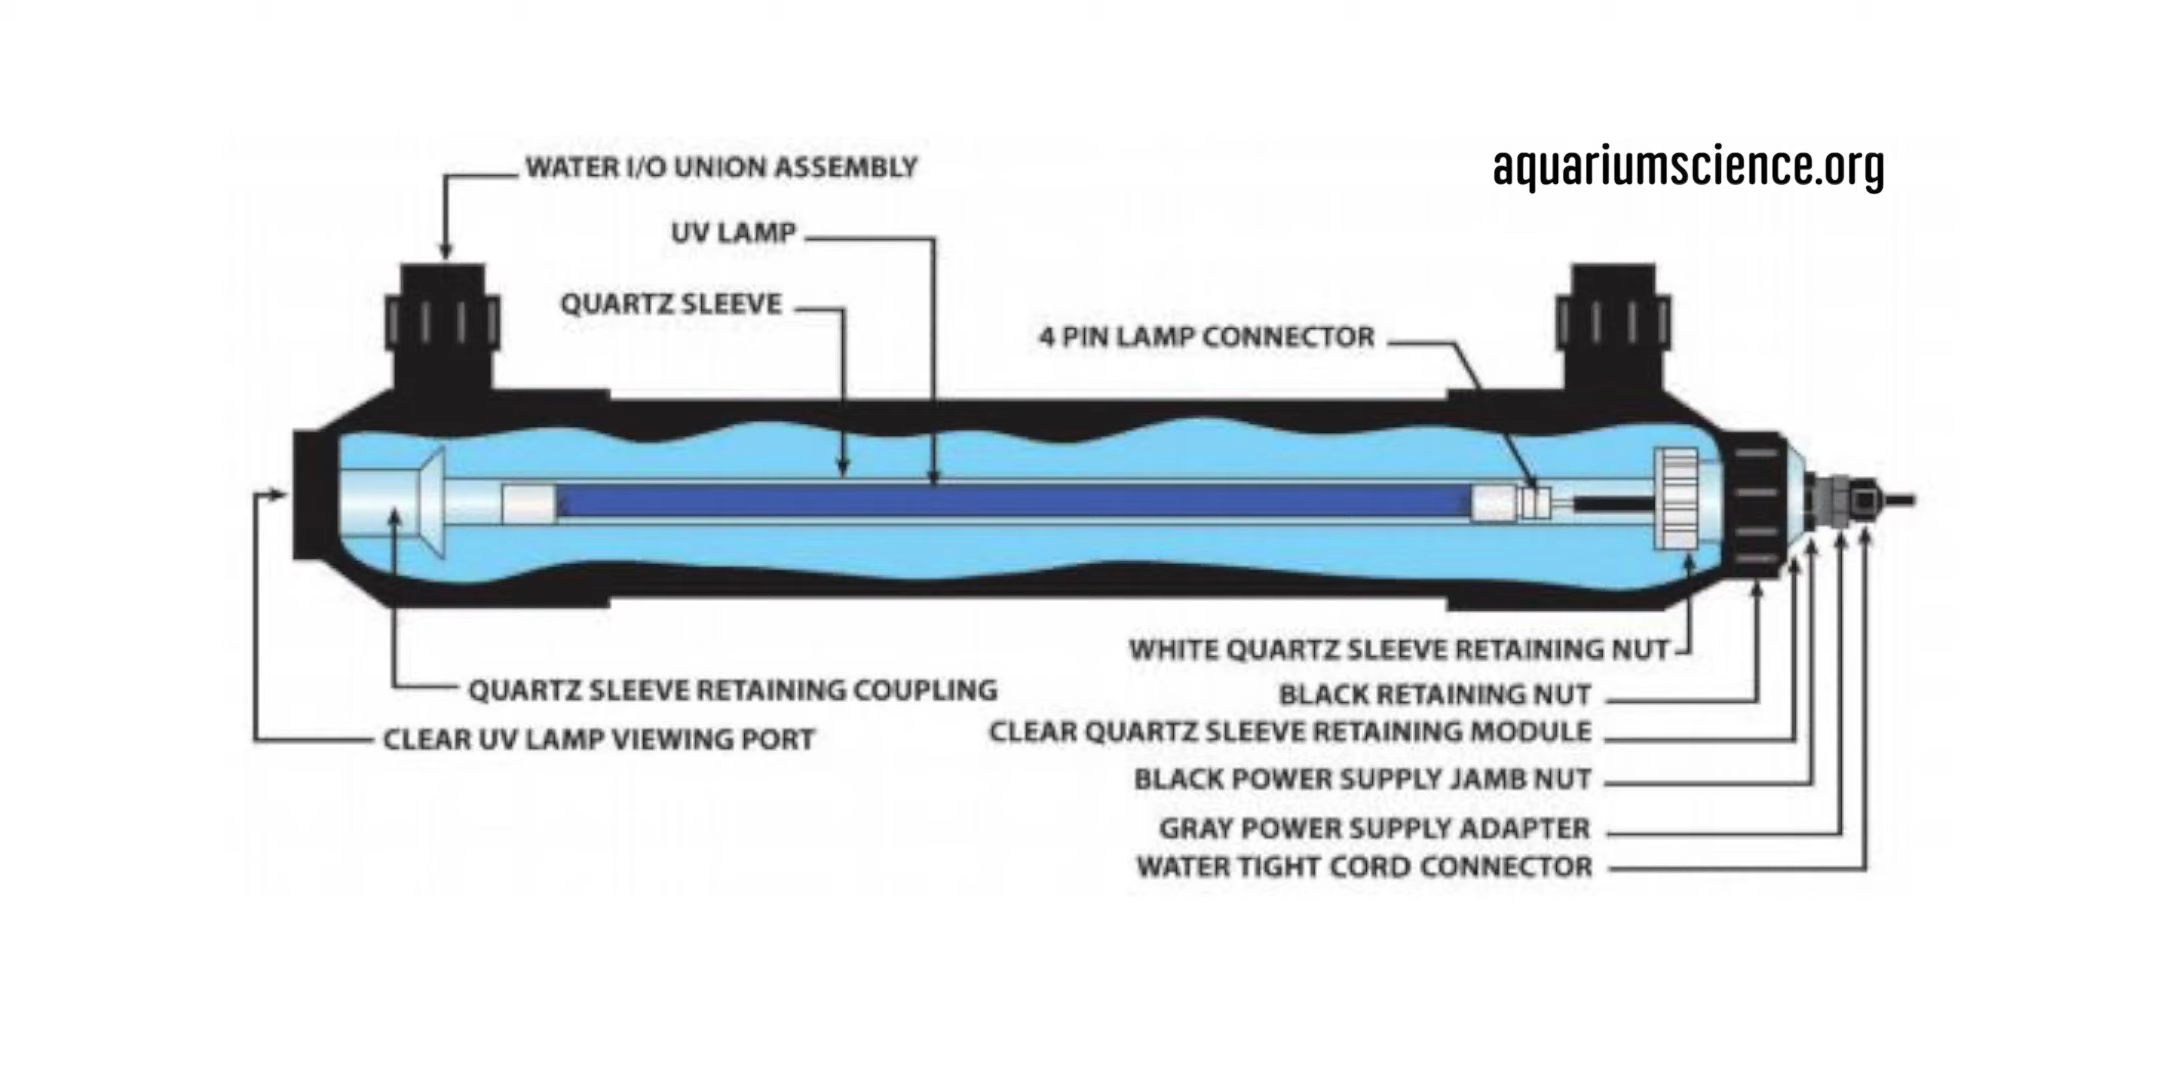 WATER I/O UNION ASSEMBLY
aquariumscience.org
UV LAMP
QUARTZ SLEEVE
4 PIN LAMP CONNECTOR
WHITE QUARTZ SLEEVE RETAINING NUT
QUARTZ SLEEVE RETAINING COUPLING
BLACK RETAINING NUT
CLEAR UV LAMP VIEWING PORT
CLEAR QUARTZ SLEEVE RETAINING MODULE
BLACK POWER SUPPLY JAMB NUT
GRAY POWER SUPPLY ADAPTER
WATER TIGHT CORD CONNECTOR